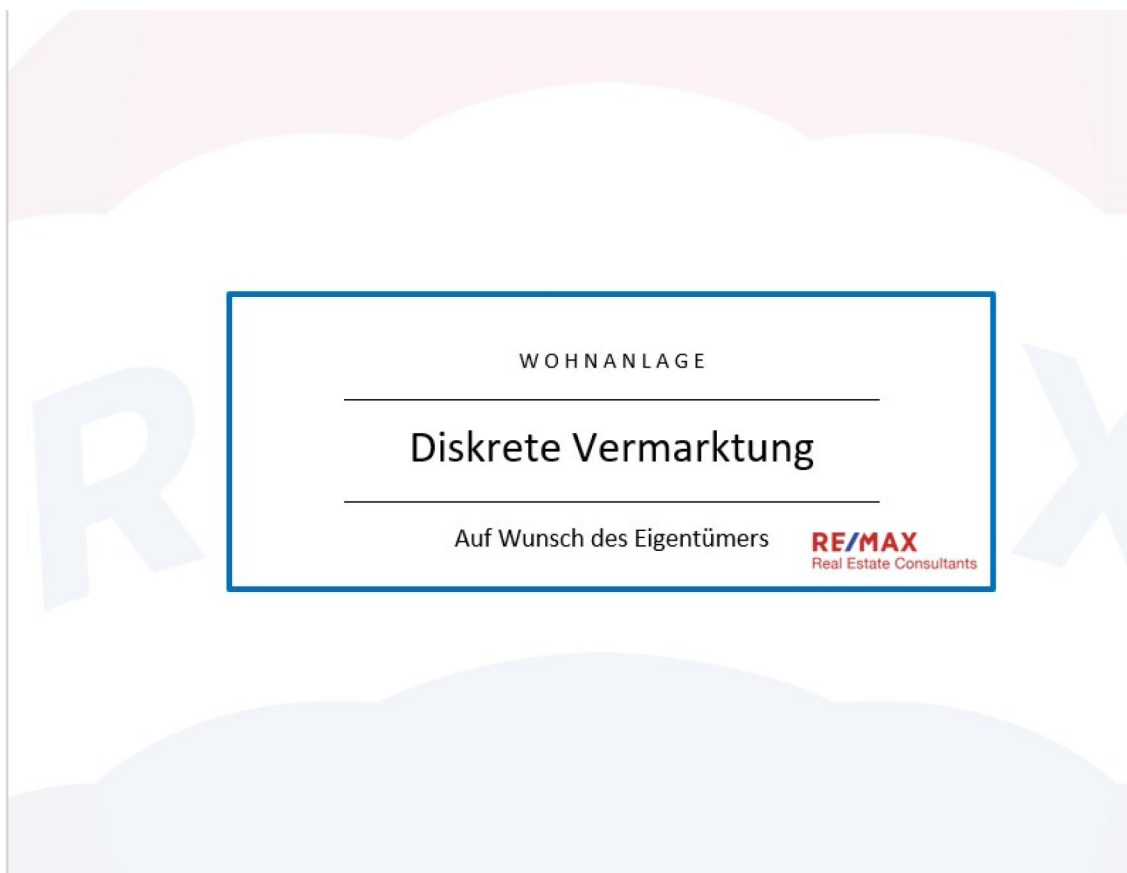 WOHNANLAGE
Diskrete Vermarktung
Auf Wunsch des Eigentümers
RE/MAX
Real Estate Consultants
R
X